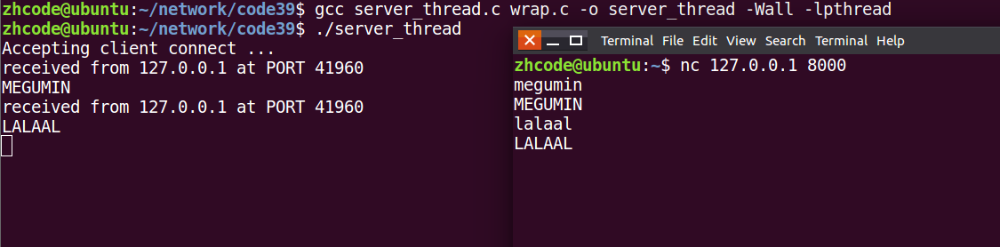 zhcode@ubuntu:~/network/code39$ gcc server_thread.c wrap.c -o server_thread -Wall -lpthread
zhcode@ubuntu:~/network/code39$ ./server_thread
Accepting client connect ...
received from 127.0.0.1 at PORT 41960
MEGUMIN
received from 127.0.0.1 at PORT 41960
LALAAL
Terminal File Edit View Search Terminal Help
zhcode@ubuntu:~$ nc 127.0.0.1 8000
megumin
MEGUMIN
lalaal
LALAAL